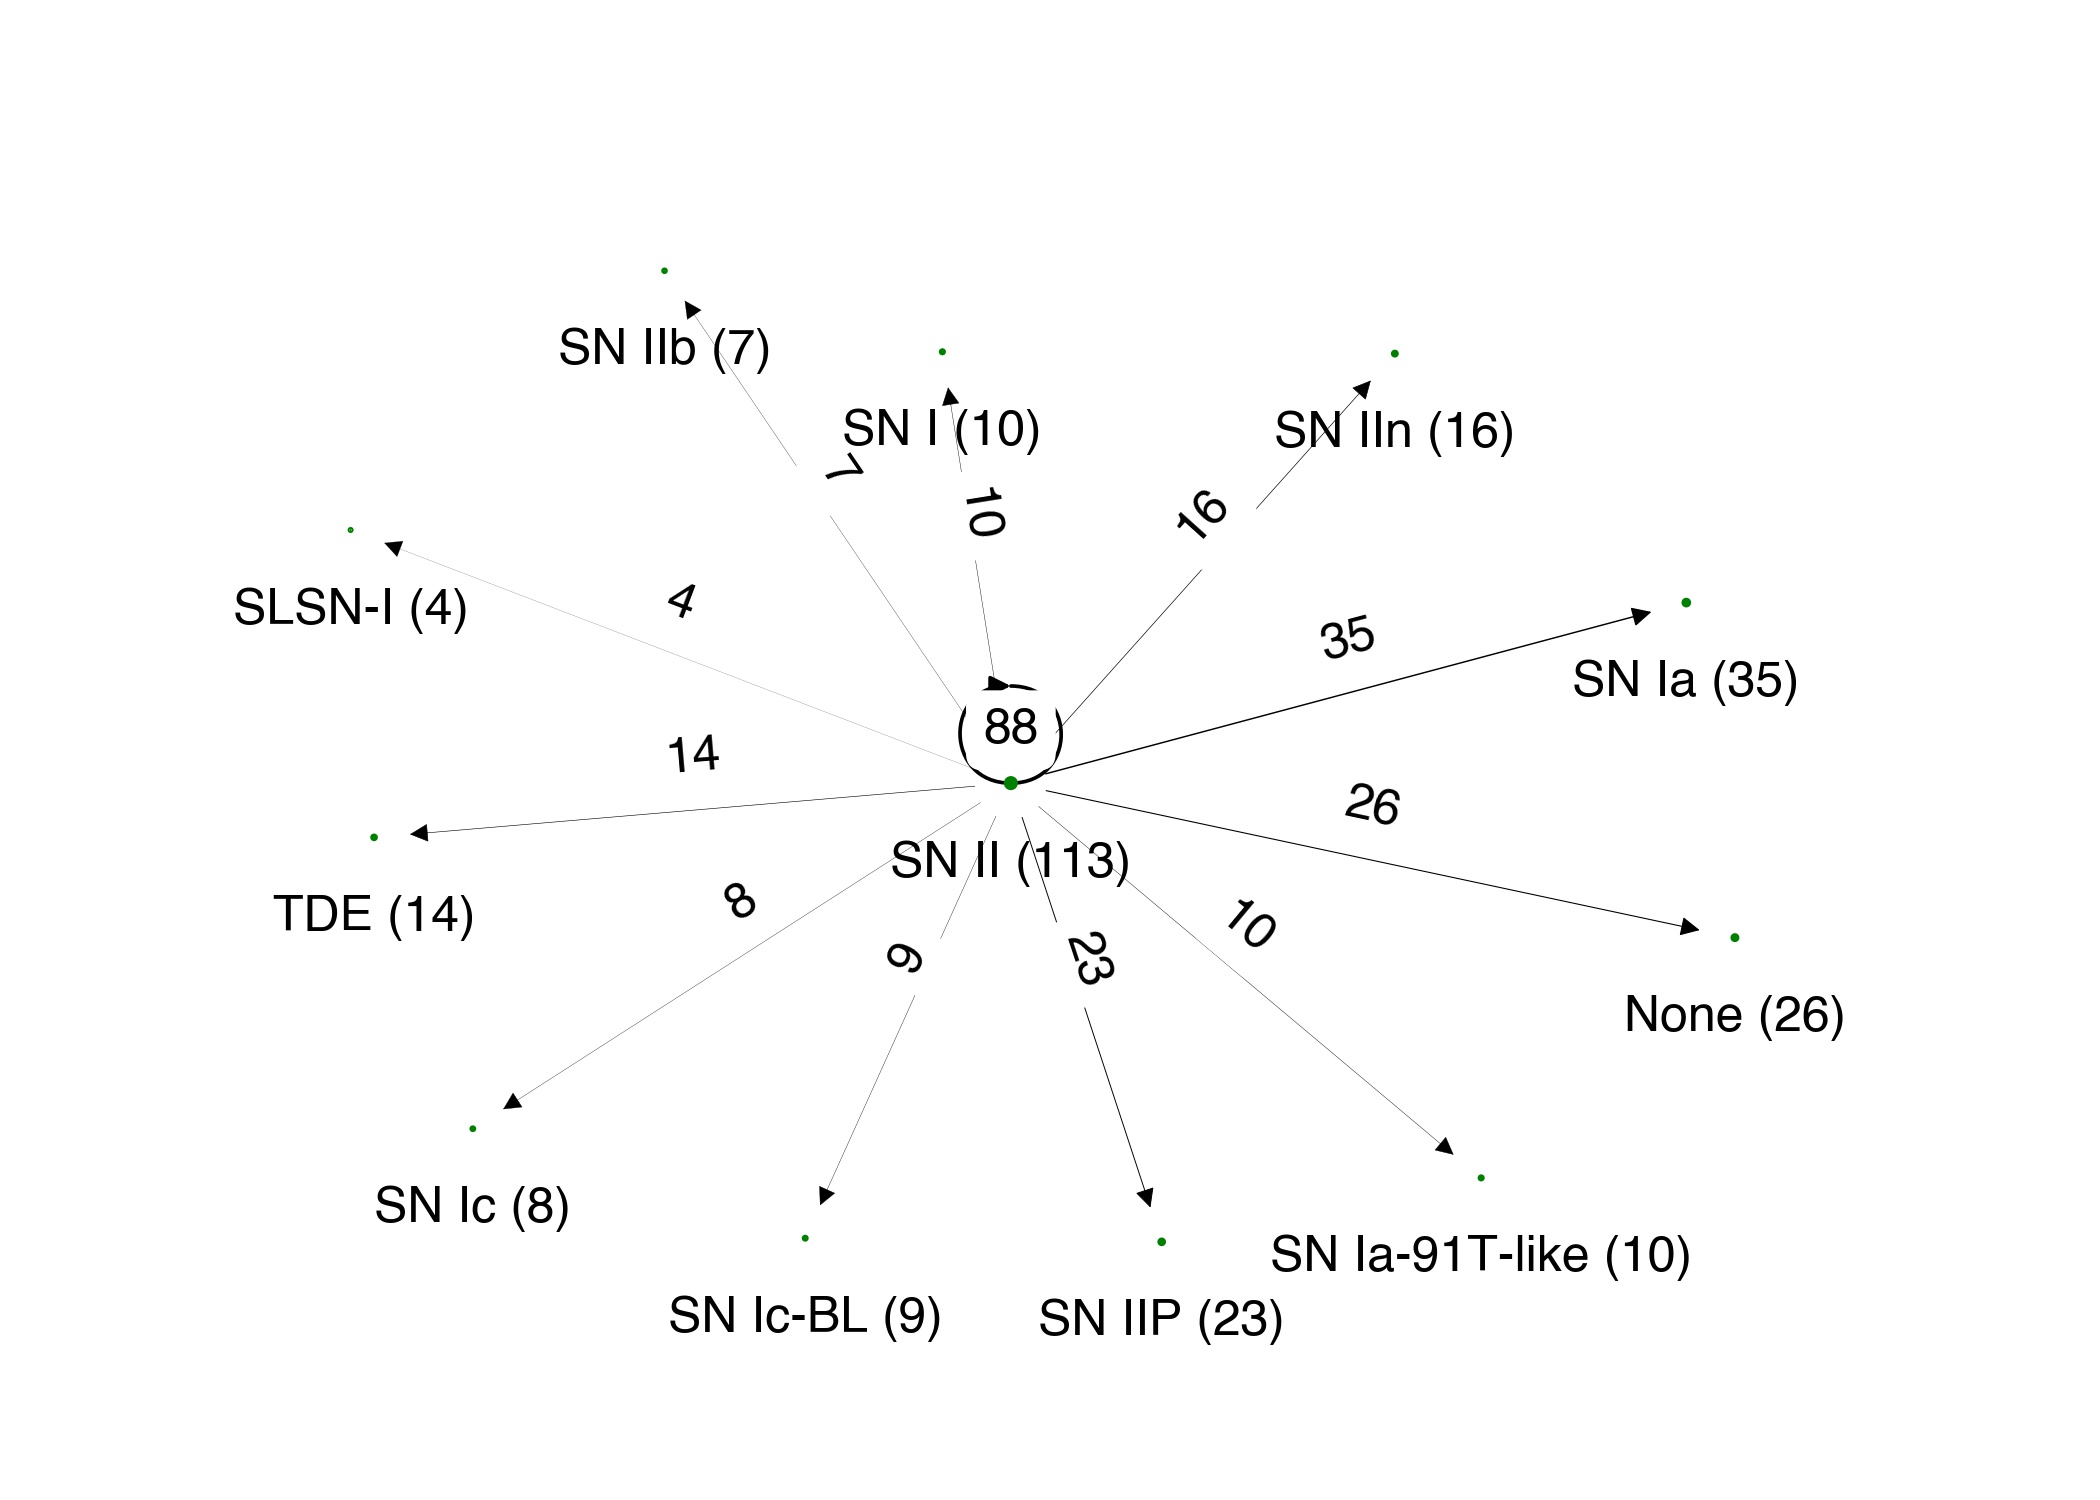 SN IIb (7)
SN I (10)
SN IIn (16)
7
10
16
SLSN-I (4)
4
35
SN Ia (35)
88
14
26
SN II (113)
TDE (14)
8
9
23
10
None (26)
SN Ic (8)
SN Ia-91T-like (10)
SN Ic-BL (9)
SN IIP (23)